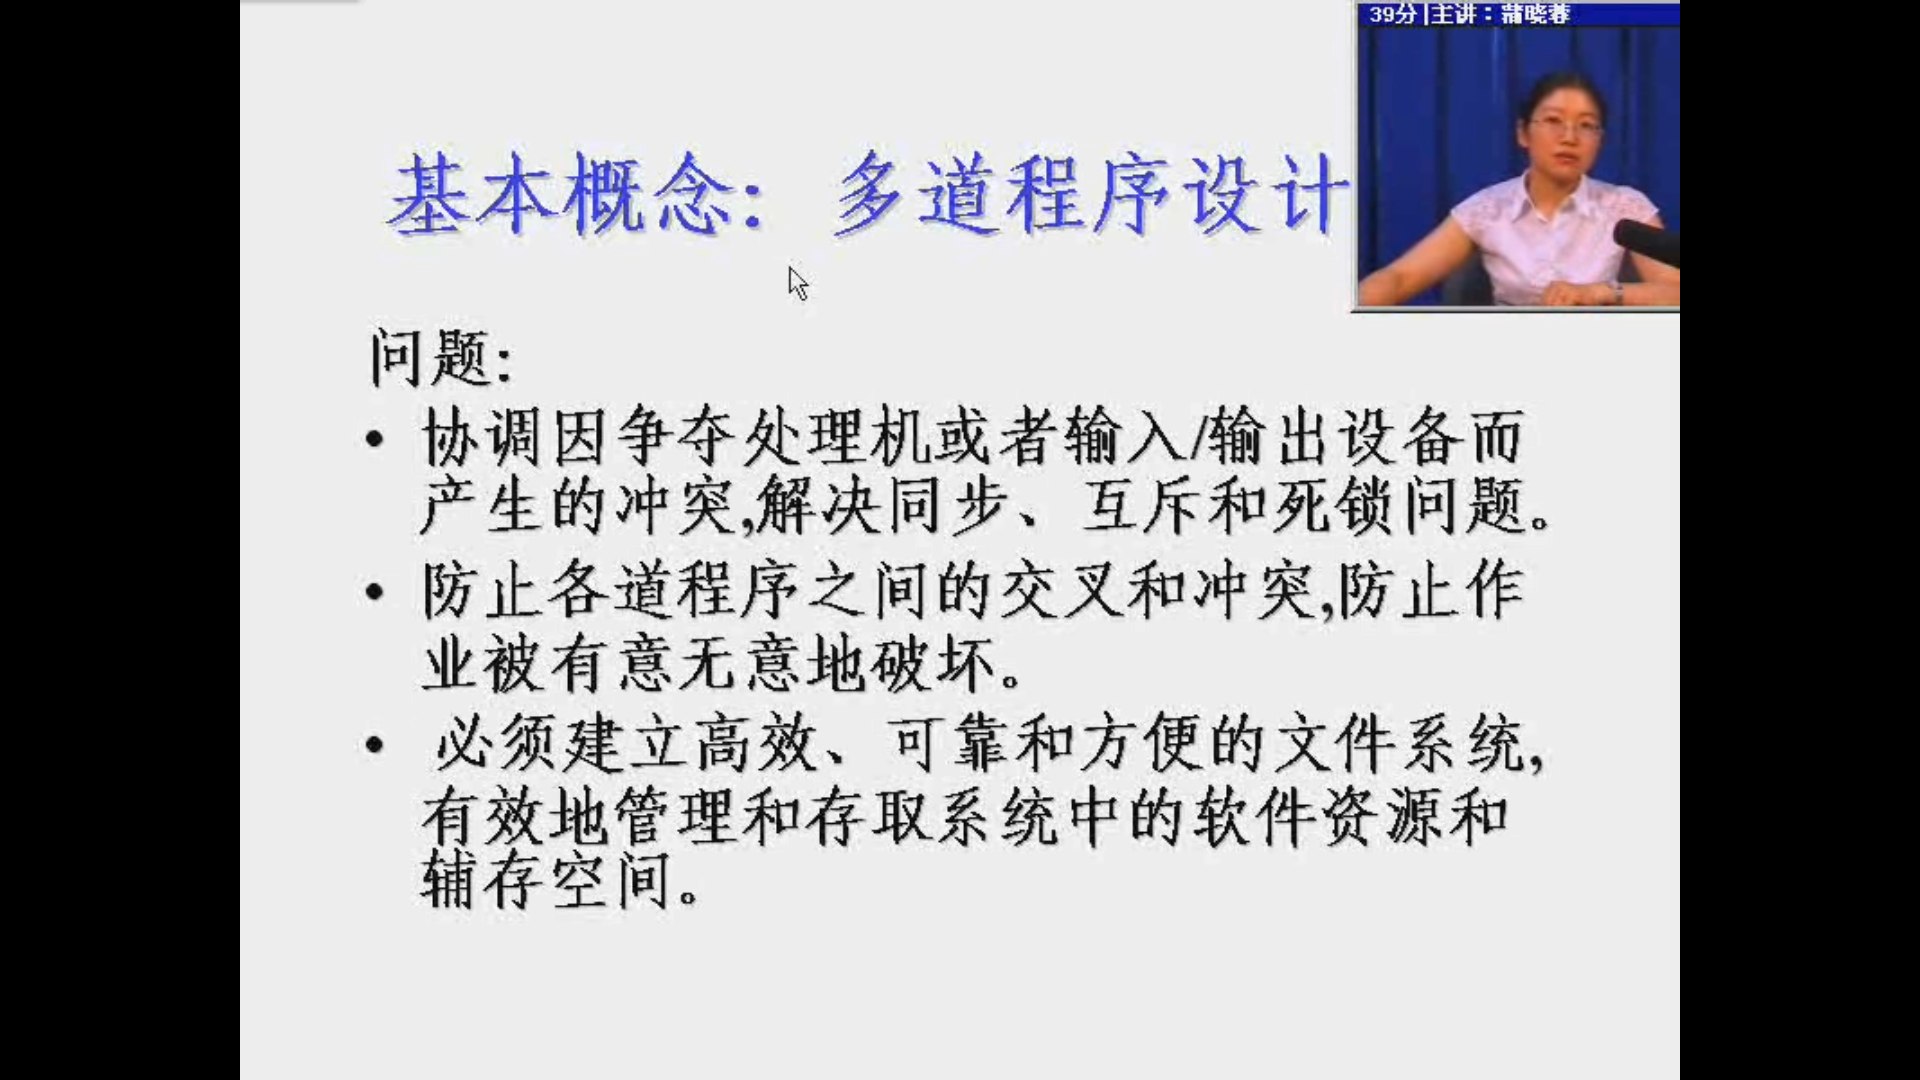 39分|主讲：蒲晓蓉
基本概念: 多道程序设计
问题:
• 协调因争夺处理机或者输入/输出设备而
产生的冲突,解决同步、互斥和死锁问题。
• 防止各道程序之间的交叉和冲突,防止作
业被有意无意地破坏。
• 必须建立高效、可靠和方便的文件系统,
有效地管理和存取系统中的软件资源和
辅存空间。